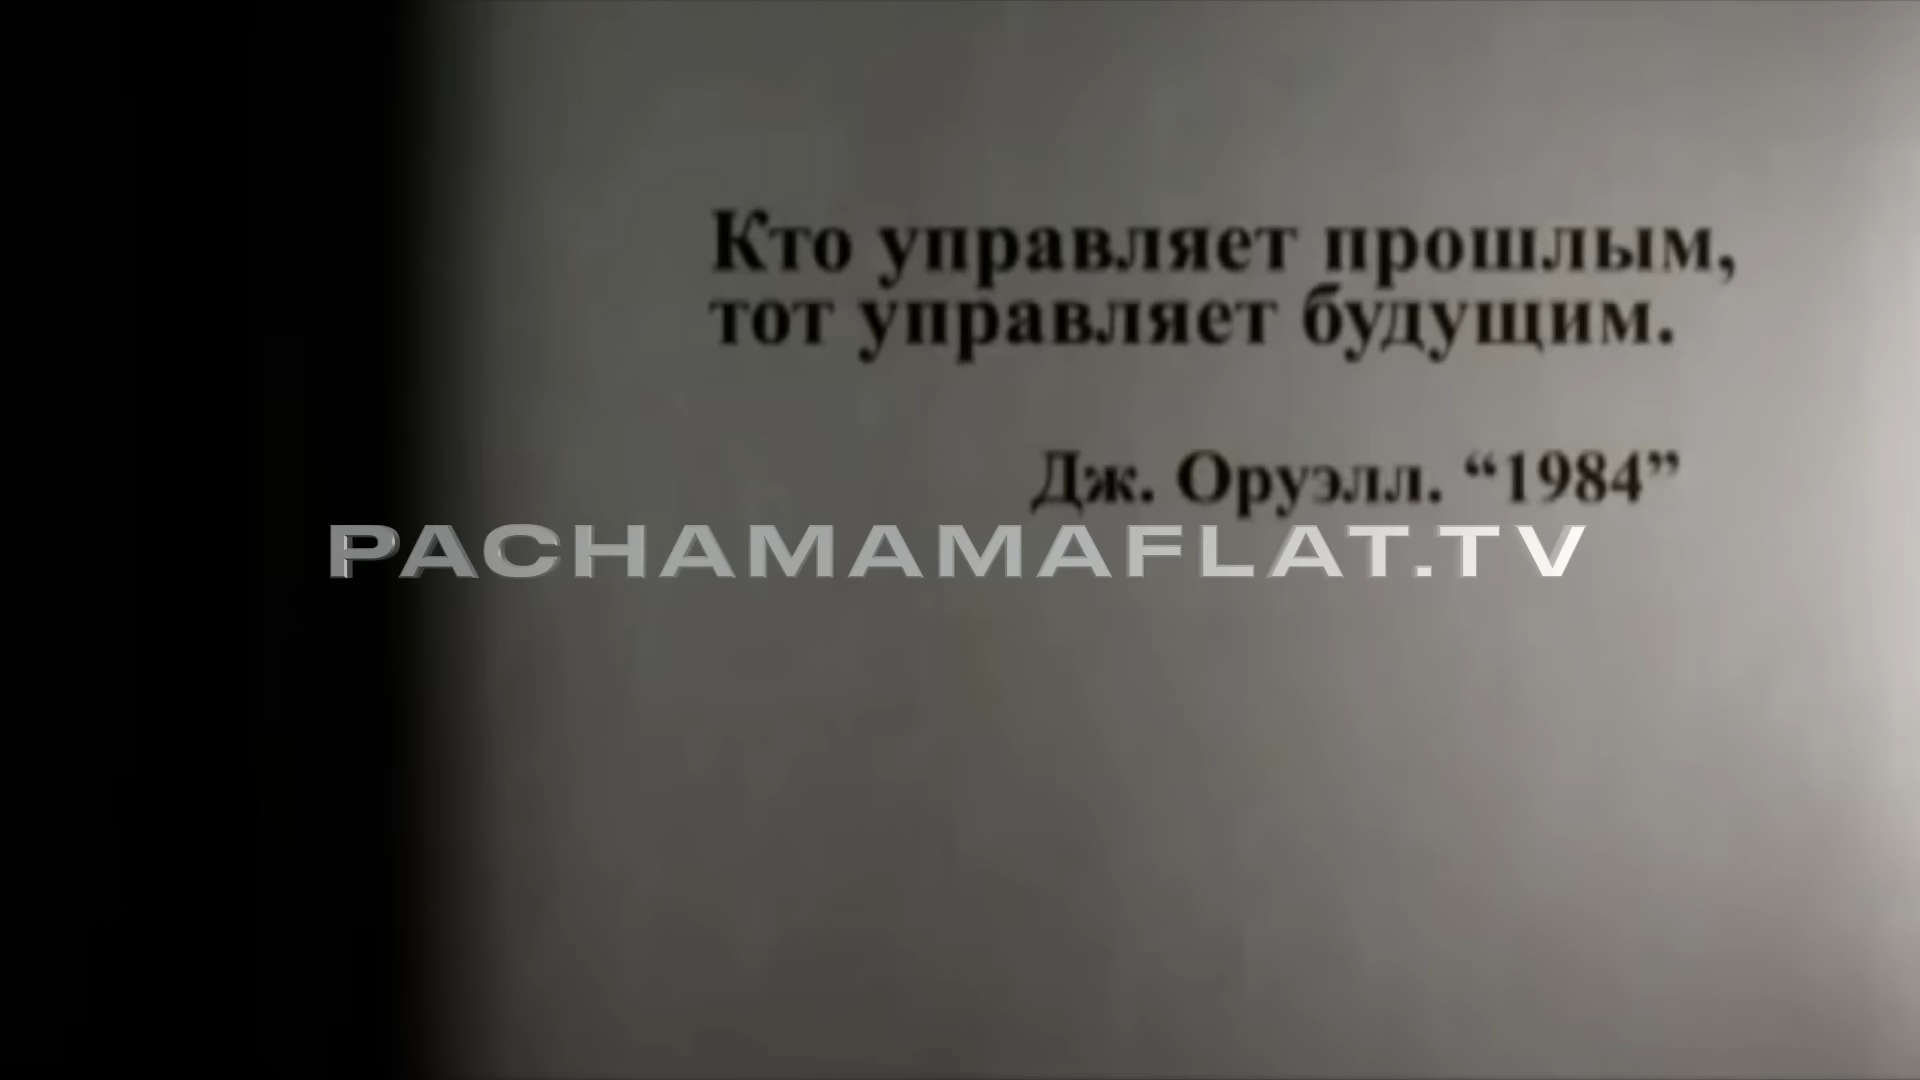 Кто управляет прошлым,
тот управляет будущим.
Дж. Оруэлл. “1984”
PACHAMAMAFLAT.TV